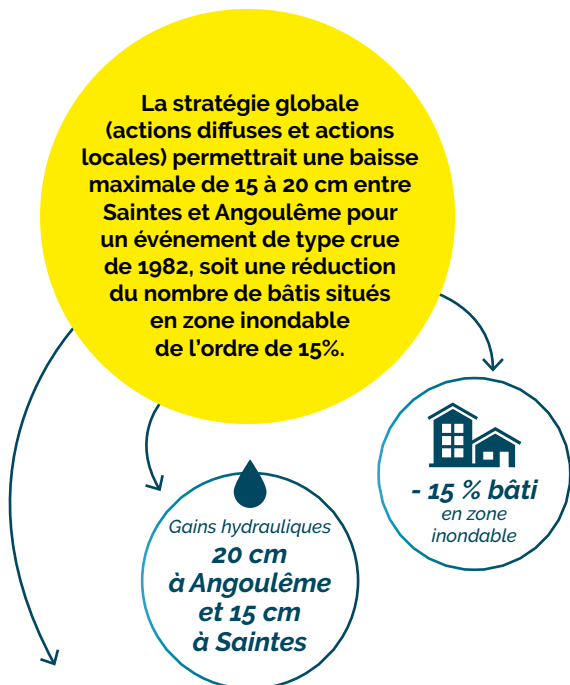 La stratégie globale
(actions diffuses et actions
locales) permettrait une baisse
maximale de 15 à 20 cm entre
Saintes et Angoulême pour
un événement de type crue
de 1982, soit une réduction
du nombre de bâtis situés
en zone inondable
de l'ordre de 15%.
- 15 % bâti
en zone
inondable
Gains hydrauliques
20 cm
à Angoulême
et 15 cm
à Saintes